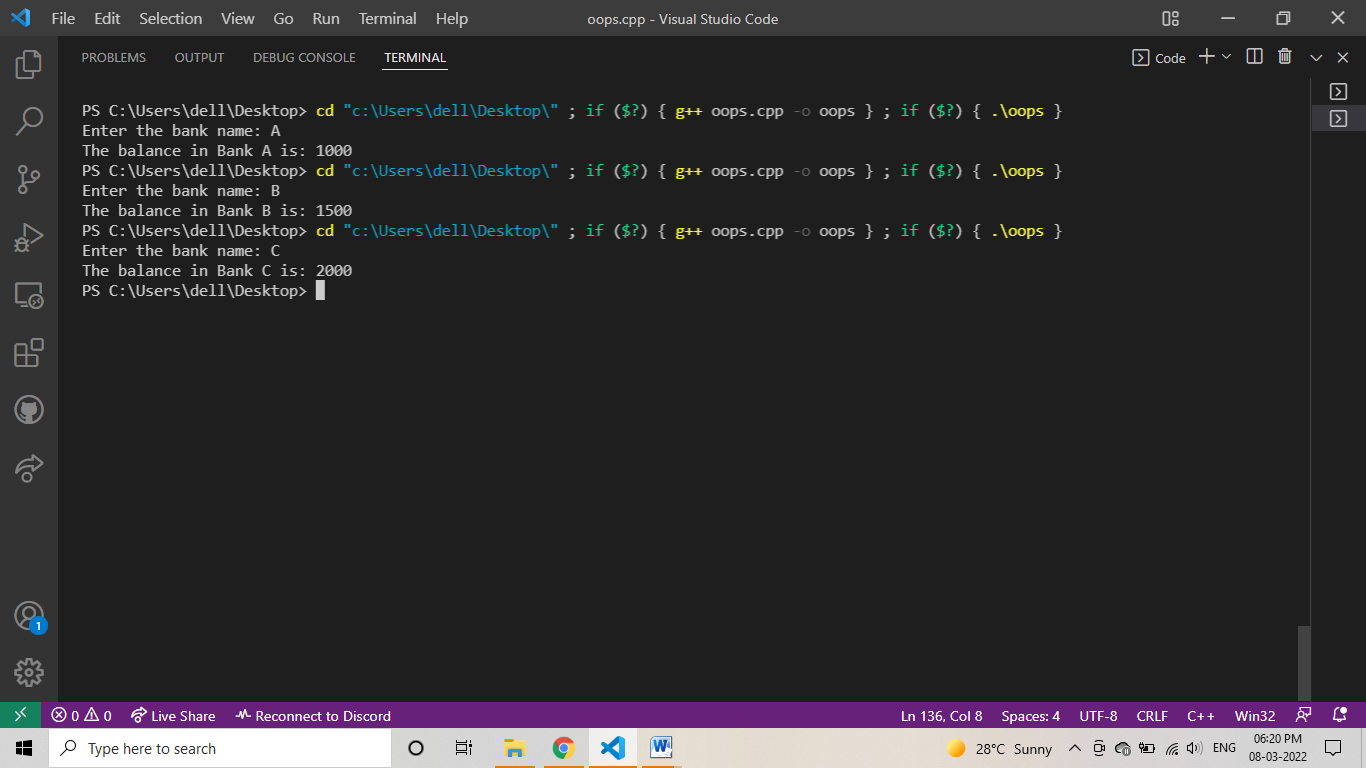 File Edit Selection View Go Run Terminal Help oops.cpp - Visual Studio Code
PROBLEMS OUTPUT DEBUG CONSOLE TERMINAL Code
PS C:\Users\dell\Desktop> cd "c:\Users\dell\Desktop\" ; if ($?) { g++ oops.cpp -o oops } ; if ($?) { .\oops }
Enter the bank name: A
The balance in Bank A is: 1000
PS C:\Users\dell\Desktop> cd "c:\Users\dell\Desktop\" ; if ($?) { g++ oops.cpp -o oops } ; if ($?) { .\oops }
Enter the bank name: B
The balance in Bank B is: 1500
PS C:\Users\dell\Desktop> cd "c:\Users\dell\Desktop\" ; if ($?) { g++ oops.cpp -o oops } ; if ($?) { .\oops }
Enter the bank name: C
The balance in Bank C is: 2000
PS C:\Users\dell\Desktop>
1
0 0 Live Share Reconnect to Discord Ln 136, Col 8 Spaces: 4 UTF-8 CRLF C++ Win32
Type here to search W 28°C Sunny ENG 06:20 PM
08-03-2022